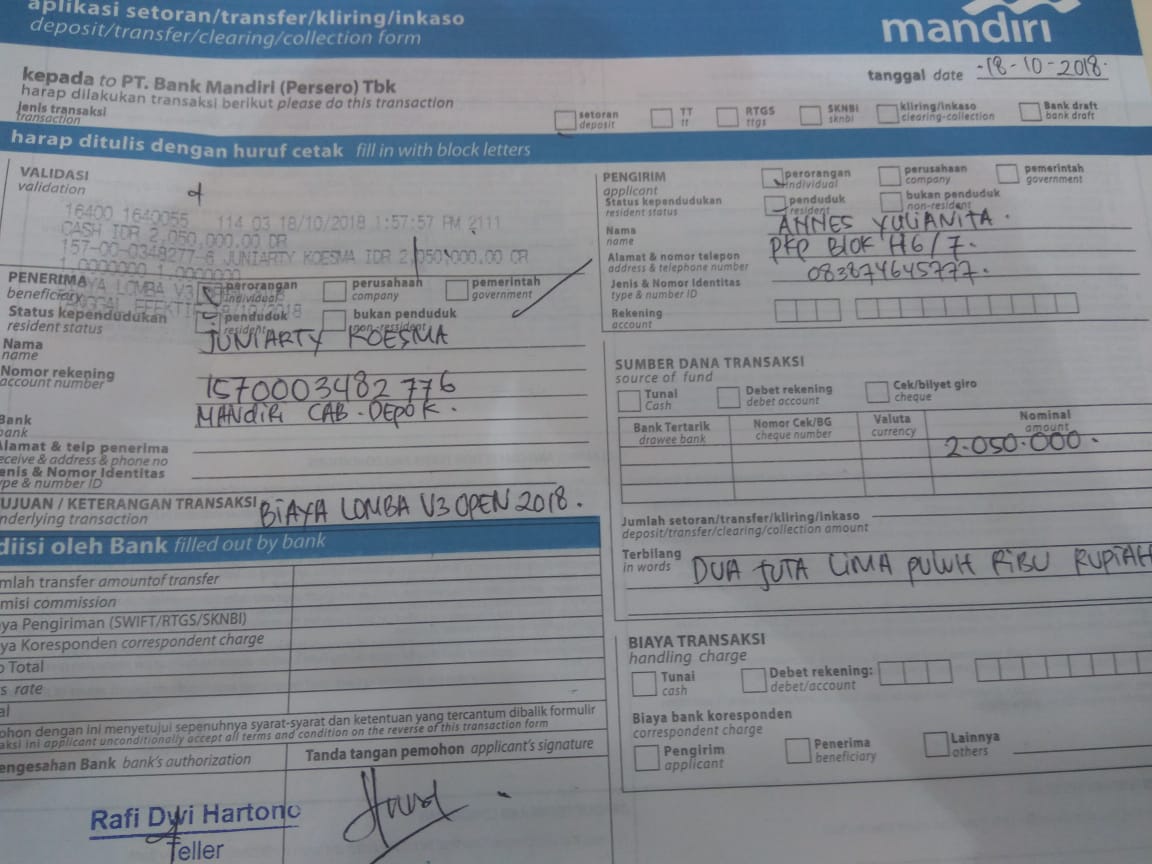 aplikasi setoran/transfer/kliring/inkaso
deposit/transfer/clearing/collection form
mandiri
kepada to PT. Bank Mandiri (Persero) Tbk
harap dilakukan transaksi berikut please do this transaction
tanggal date 18-10-2018
Jenis transaksi
transaction
setoran
deposit
TT
tt
RTGS
rtgs
SKNBI
sknbi
kliring/inkaso
clearing-collection
Bank draft
bank draft
harap ditulis dengan huruf cetak fill in with block letters
VALIDASI
validation
16400 1640055 114 03 18/10/2018 1:57:57 PM 2111
CASH IDR 2,050,000.00 DR
157-00-0348277-6 JUNIARTY KOESMA IDR 2,050,000.00 CR
1.0000000 1.0000000
LOMBA V3
PENERIMA
beneficiary
perorangan
individual
perusahaan
company
pemerintah
government
Status kependudukan
resident status
penduduk
resident
bukan penduduk
non-resident
Nama
name
JUNIARTY KOESMA
Nomor rekening
account number
1570003482776
Bank
bank
MANDIRI CAB. DEPOK.
Alamat & telp penerima
receive & address & phone no
Jenis & Nomor Identitas
type & number ID
TUJUAN / KETERANGAN TRANSAKSI
underlying transaction
BIAYA LOMBA V3 OPEN 2018.
diisi oleh Bank filled out by bank
mlah transfer amountof transfer
misi commission
ya Pengiriman (SWIFT/RTGS/SKNBI)
ya Koresponden correspondent charge
Total
s rate
al
ohon dengan ini menyetujui sepenuhnya syarat-syarat dan ketentuan yang tercantum dibalik formulir
aksi ini applicant unconditionally accept all terms and condition on the reverse of this transaction form
engesahan Bank bank's authorization
Tanda tangan pemohon applicant's signature
Rafi Dwi Hartono
Teller
PENGIRIM
applicant
perorangan
individual
perusahaan
company
pemerintah
government
Status kependudukan
resident status
penduduk
resident
bukan penduduk
non-resident
Nama
name
ANNES YULIANITA.
Alamat & nomor telepon
address & telephone number
PKP BLOK H6/7.
083874645777.
Jenis & Nomor Identitas
type & number ID
Rekening
account
SUMBER DANA TRANSAKSI
source of fund
Tunai
Cash
Debet rekening
debet account
Cek/bilyet giro
cheque
Bank Tertarik
drawee bank
Nomor Cek/BG
cheque number
Valuta
currency
Nominal
amount
2.050.000.
Jumlah setoran/transfer/kliring/inkaso
deposit/transfer/clearing/collection amount
Terbilang
in words
DUA JUTA LIMA PULUH RIBU RUPIAH
BIAYA TRANSAKSI
handling charge
Tunai
cash
Debet rekening:
debet/account
Biaya bank koresponden
correspondent charge
Pengirim
applicant
Penerima
beneficiary
Lainnya
others